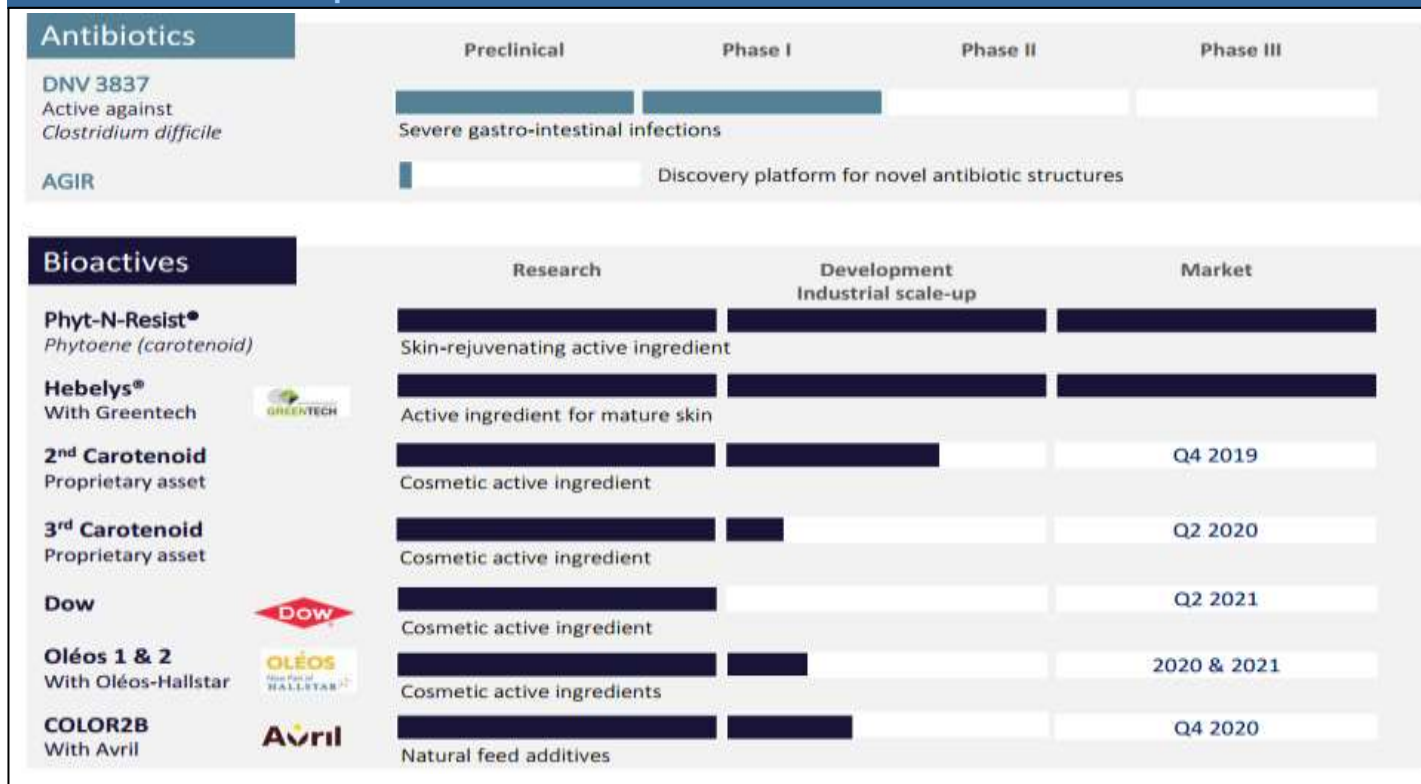 Antibiotics
Preclinical Phase I Phase II Phase III
DNV 3837
Active against
Clostridium difficile
Severe gastro-intestinal infections
AGIR
Discovery platform for novel antibiotic structures
Bioactives
Research Development Market
Industrial scale-up
Phyt-N-Resist®
Phytoene (carotenoid)
Skin-rejuvenating active ingredient
Hebelys®
With Greentech
GREENTECH
Active ingredient for mature skin
2nd Carotenoid
Proprietary asset
Cosmetic active ingredient
Q4 2019
3rd Carotenoid
Proprietary asset
Cosmetic active ingredient
Q2 2020
Dow
DOW
Cosmetic active ingredient
Q2 2021
Oléos 1 & 2
With Oléos-Hallstar
OLÉOS
HALLSTAR
Cosmetic active ingredients
2020 & 2021
COLOR2B
With Avril
Avril
Natural feed additives
Q4 2020